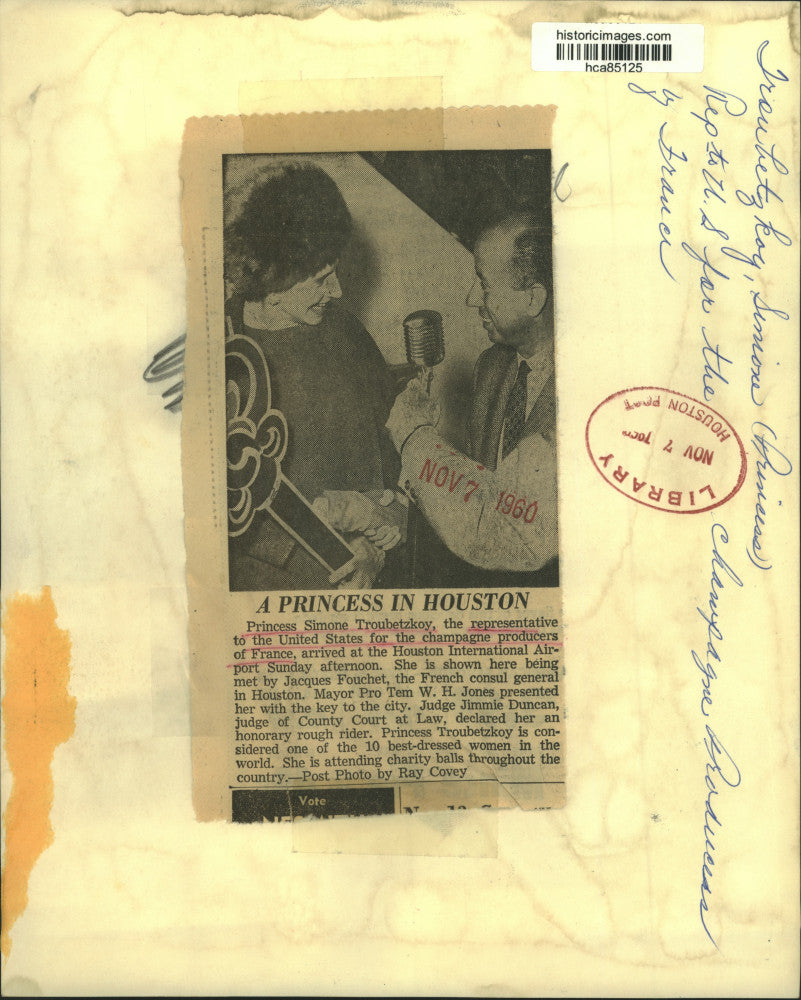 historicimages.com
hca85125
Troubetzkoy, Simone (Princess)
Rep to U.S for the champagne producers
by France
LIBRARY
NOV 7
HOUSTON POST
NOV 7 1960
A PRINCESS IN HOUSTON
Princess Simone Troubetzkoy, the representative
to the United States for the champagne producers
of France, arrived at the Houston International Air-
port Sunday afternoon. She is shown here being
met by Jacques Fouchet, the French consul general
in Houston. Mayor Pro Tem W. H. Jones presented
her with the key to the city. Judge Jimmie Duncan,
judge of County Court at Law, declared her an
honorary rough rider. Princess Troubetzkoy is con-
sidered one of the 10 best-dressed women in the
world. She is attending charity balls throughout the
country.—Post Photo by Ray Covey
Vote